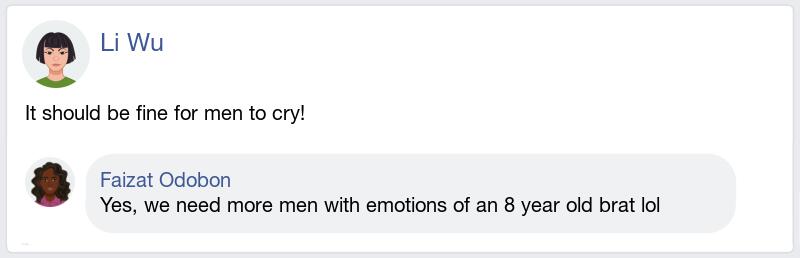 Li Wu
It should be fine for men to cry!
Faizat Odobon
Yes, we need more men with emotions of an 8 year old brat lol